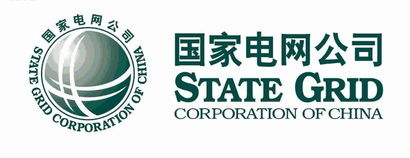 国家电网公司
STATE GRID CORPORATION OF CHINA
国家电网公司
STATE GRID
CORPORATION OF CHINA